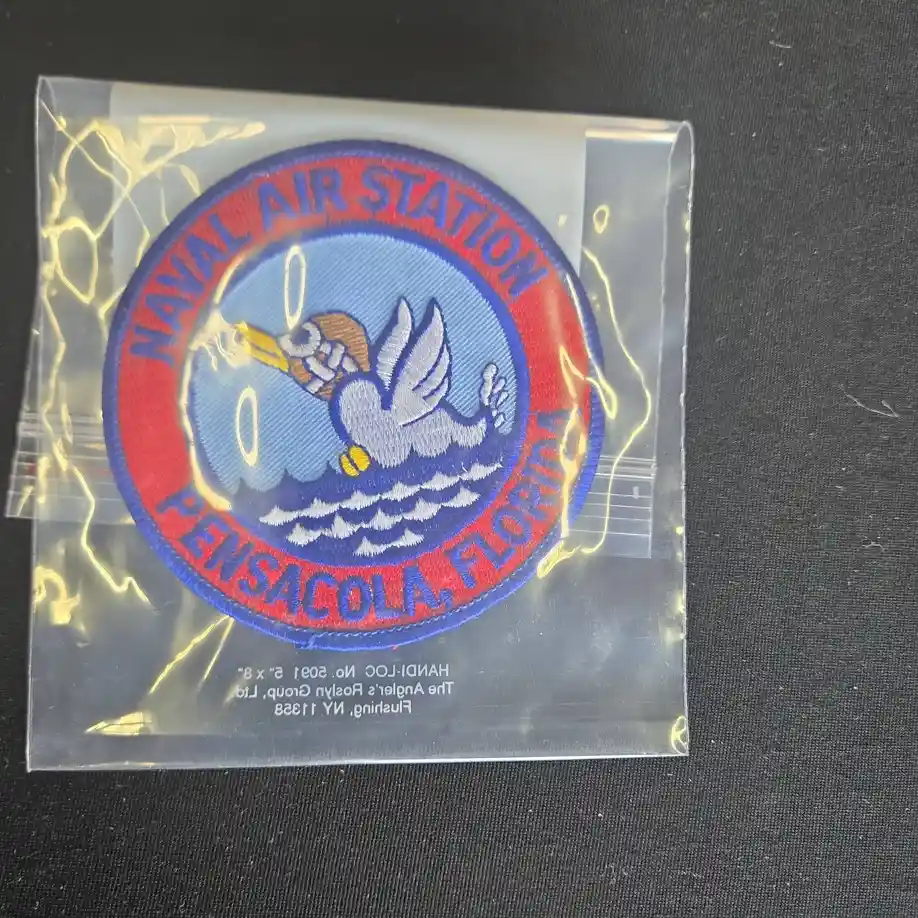 NAVAL AIR STATION
PENSACOLA, FLORIDA
HANDI-LOC No. 5091 5" x 8"
The Angler's Roslyn Group, Ltd.
Flushing, NY 11358